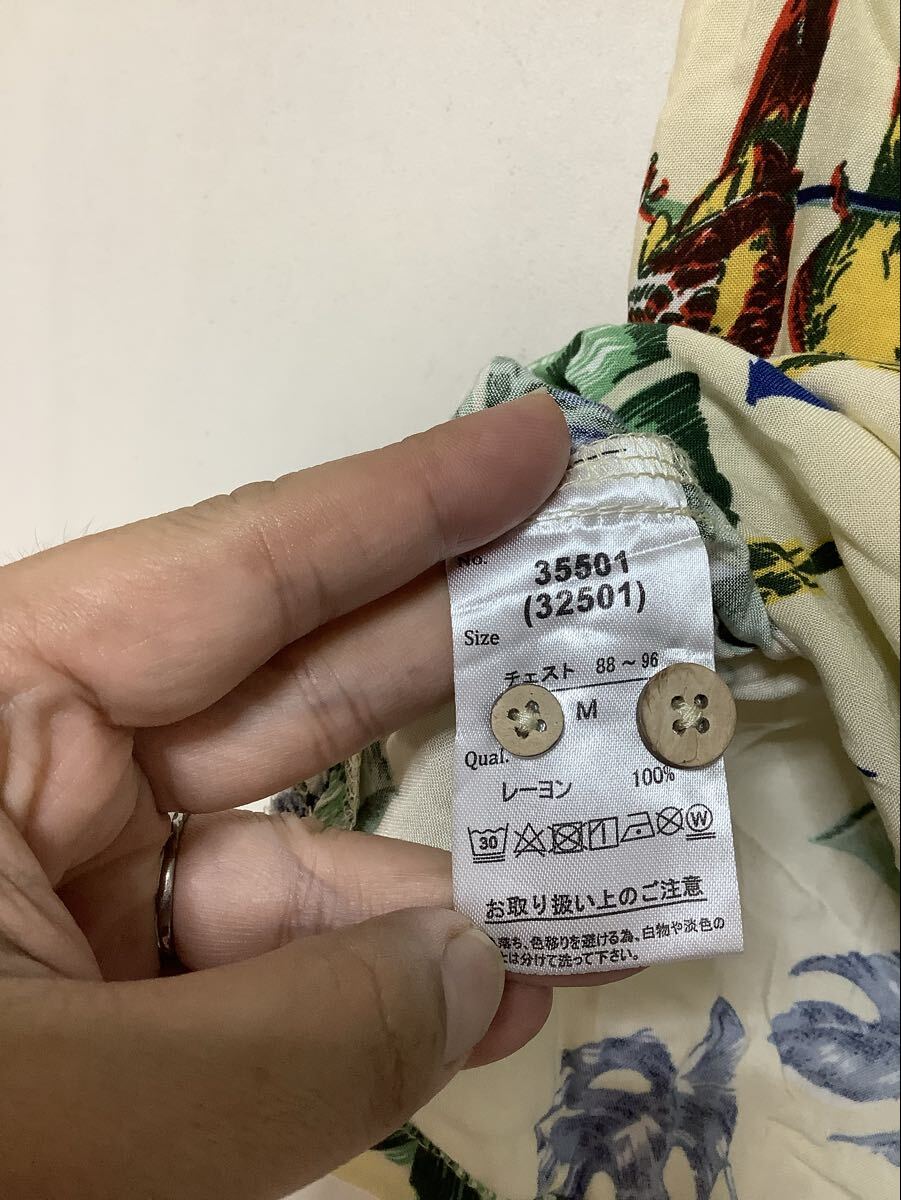 No.
35501
(32501)
Size
チェスト 88～96
M
Qual.
レーヨン 100%
30 W
お取り扱い上のご注意
落ち、色移りを避ける為、白物や淡色の
は分けて洗って下さい。